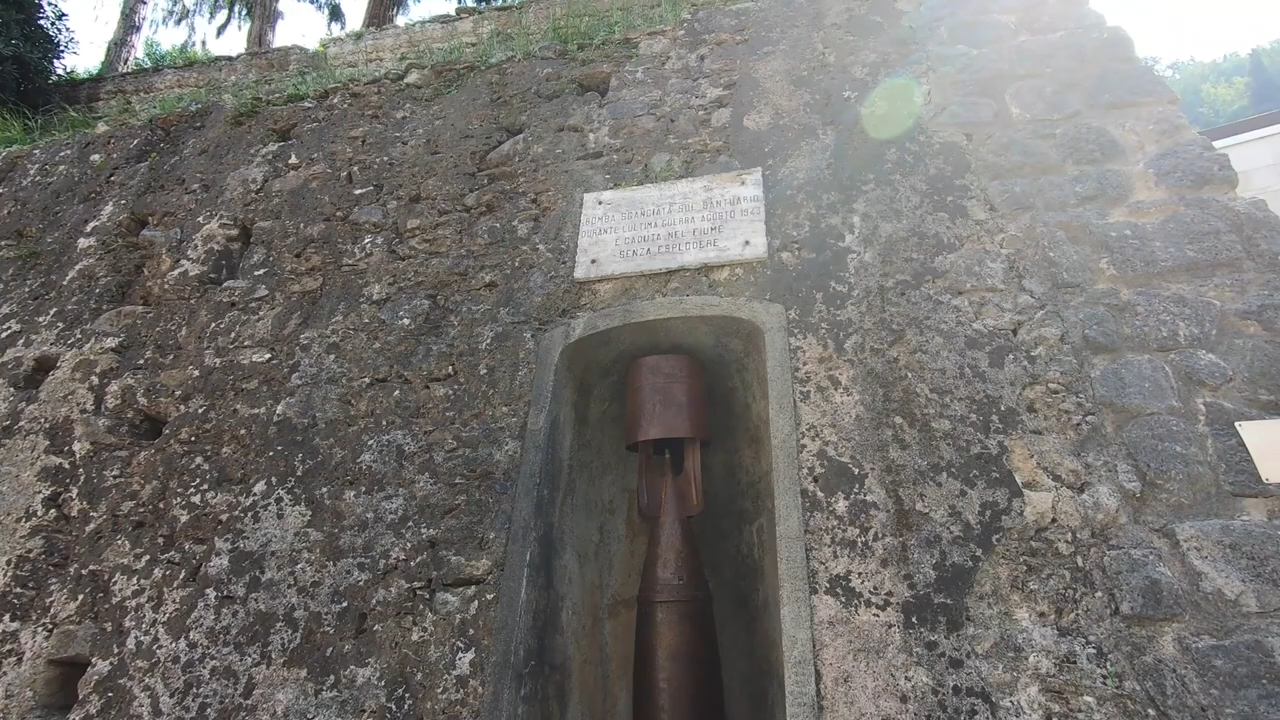 BOMBA SGANCIATA SUL SANTUARIO
DURANTE L'ULTIMA GUERRA AGOSTO 1943
È CADUTA NEL FIUME
SENZA ESPLODERE